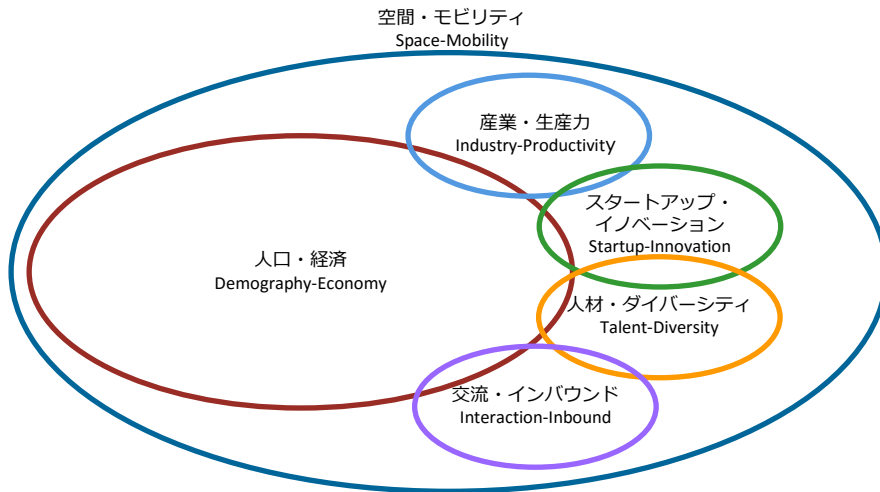 空間・モビリティ
Space-Mobility
産業・生産力
Industry-Productivity
スタートアップ・
イノベーション
Startup-Innovation
人口・経済
Demography-Economy
人材・ダイバーシティ
Talent-Diversity
交流・インバウンド
Interaction-Inbound